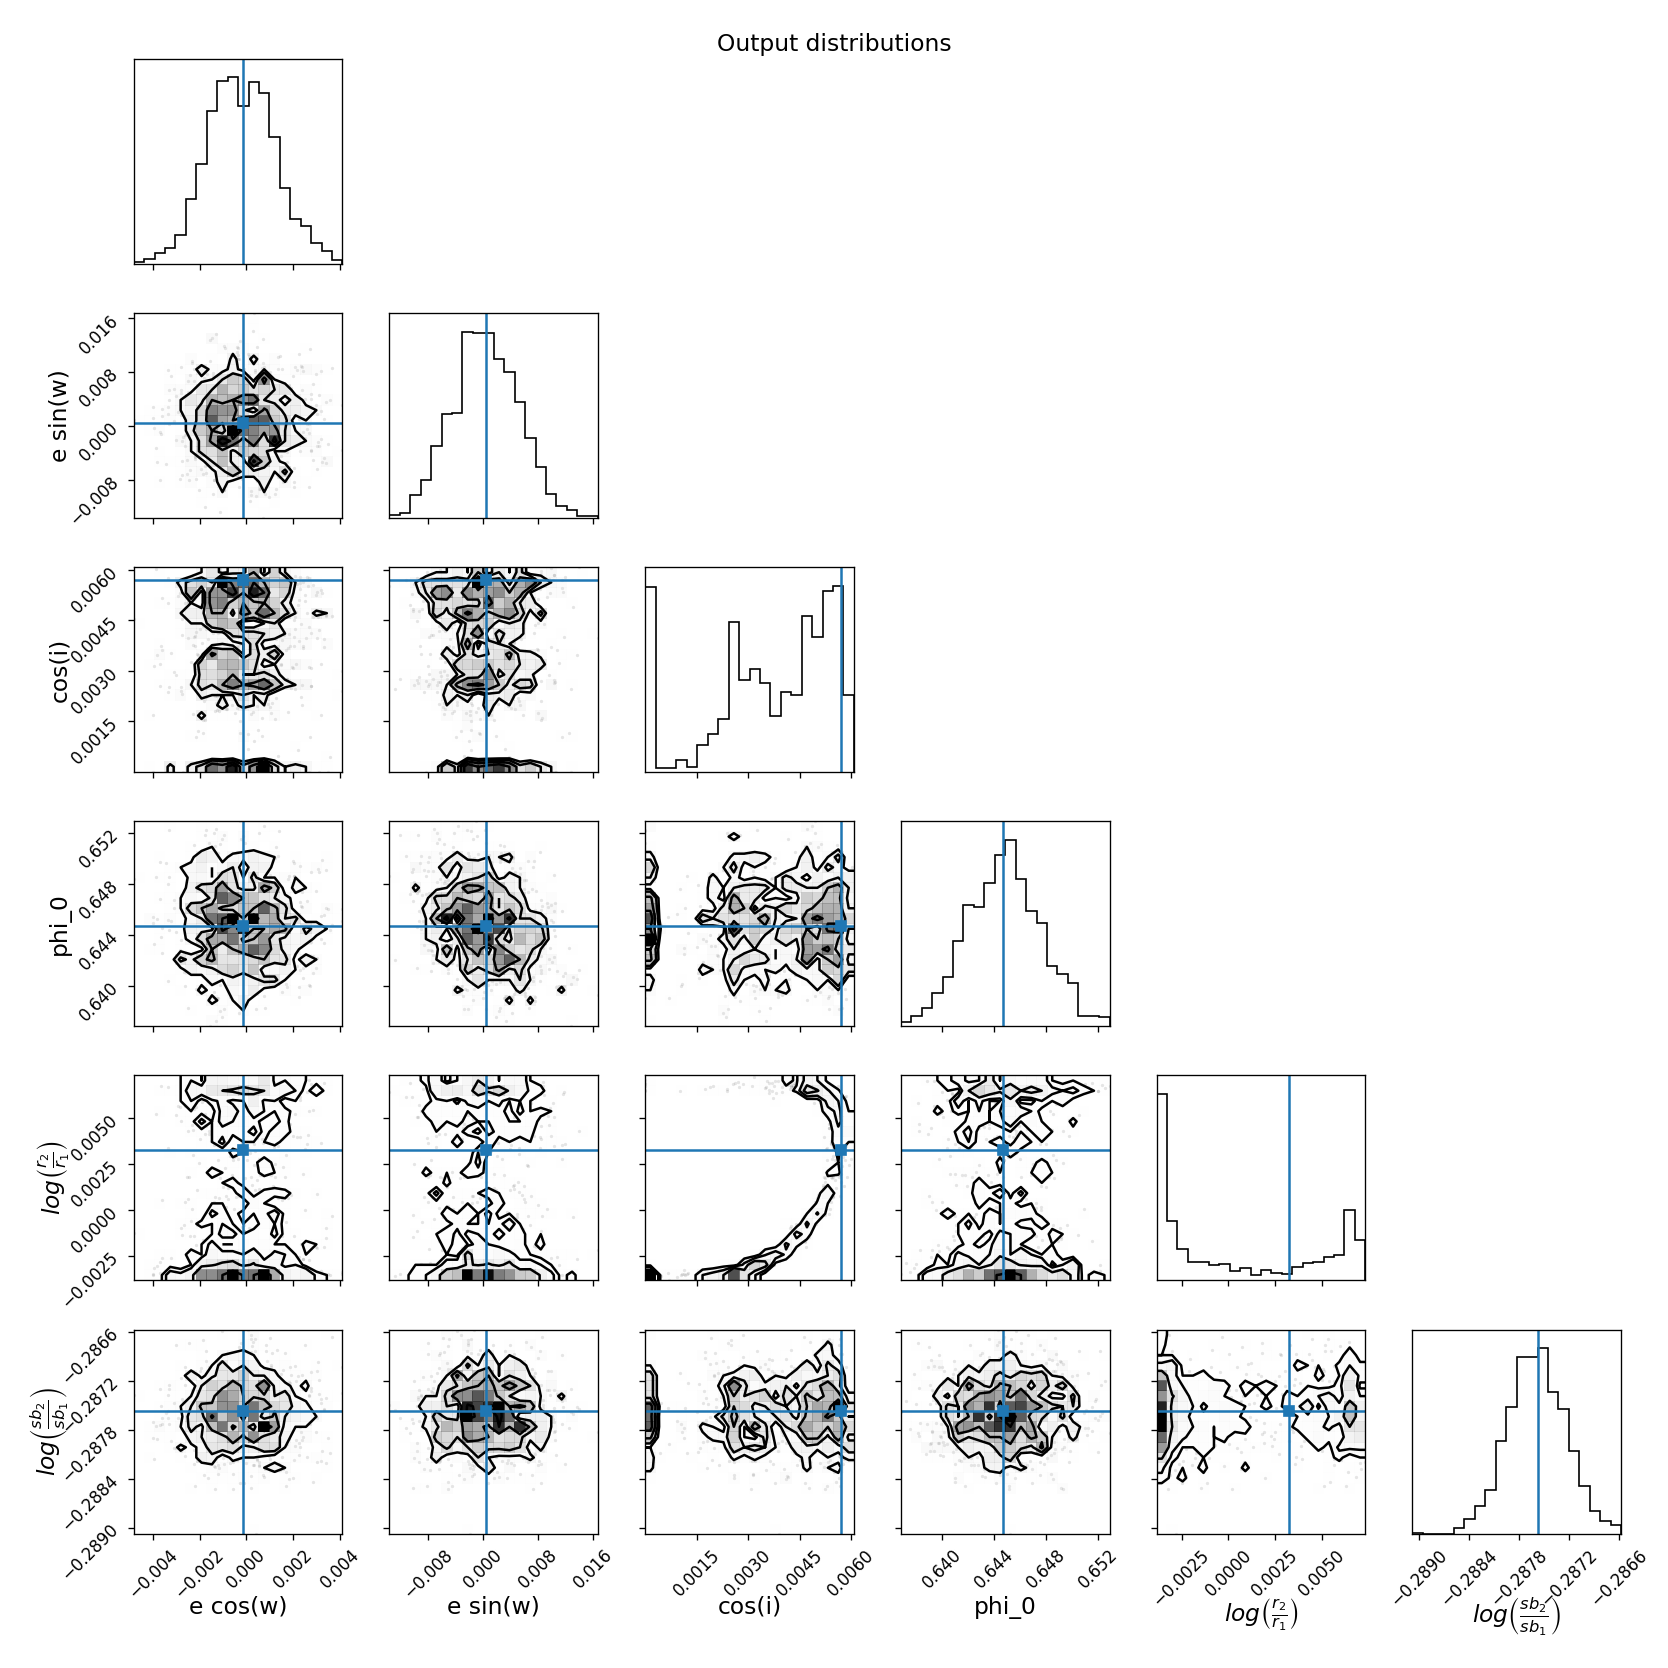 Output distributions
e sin(w)
0.016
0.008
0.000
−0.008
cos(i)
0.0060
0.0045
0.0030
0.0015
phi_0
0.652
0.648
0.644
0.640
log(r₂/r₁)
0.0050
0.0025
0.0000
−0.0025
log(sb₂/sb₁)
−0.2866
−0.2872
−0.2878
−0.2884
−0.2890
−0.004 −0.002 0.000 0.002 0.004
e cos(w)
−0.008 0.000 0.008 0.016
e sin(w)
0.0015 0.0030 0.0045 0.0060
cos(i)
0.640 0.644 0.648 0.652
phi_0
−0.0025 0.0000 0.0025 0.0050
log(r₂/r₁)
−0.2890 −0.2884 −0.2878 −0.2872 −0.2866
log(sb₂/sb₁)